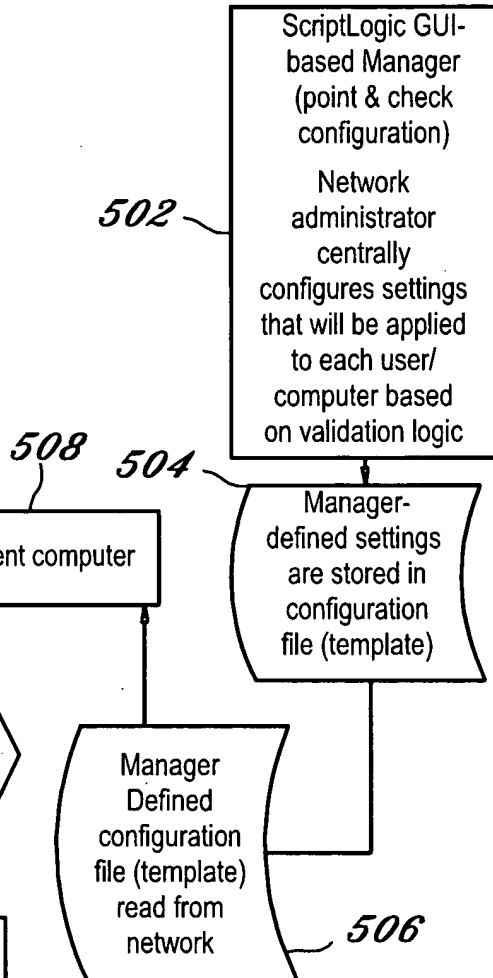 ScriptLogic GUI-
based Manager
(point & check
configuration)
Network
administrator
centrally
configures settings
that will be applied
to each user/
computer based
on validation logic
502
508
504
ent computer
Manager-
defined settings
are stored in
configuration
file (template)
Manager
Defined
configuration
file (template)
read from
network
506